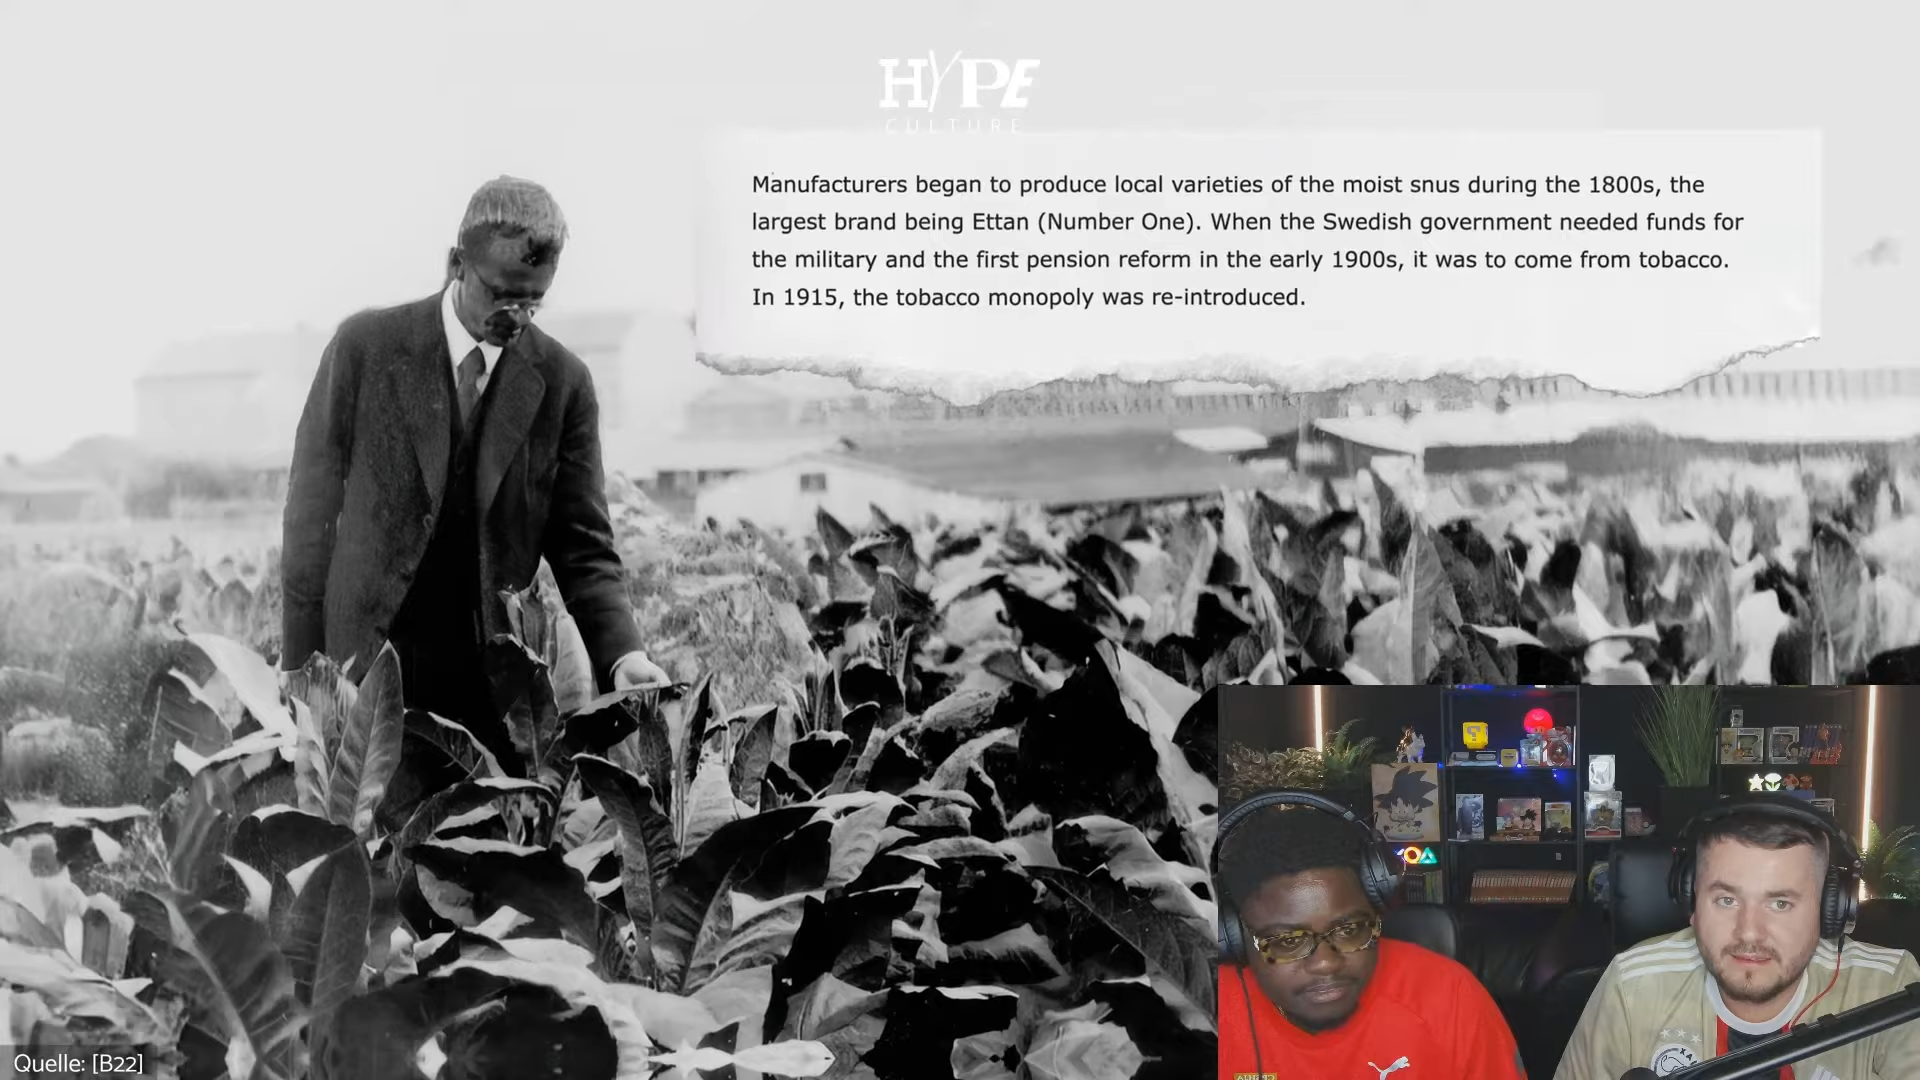 HYPE
CULTURE
Manufacturers began to produce local varieties of the moist snus during the 1800s, the
largest brand being Ettan (Number One). When the Swedish government needed funds for
the military and the first pension reform in the early 1900s, it was to come from tobacco.
In 1915, the tobacco monopoly was re-introduced.
?
Quelle: [B22]